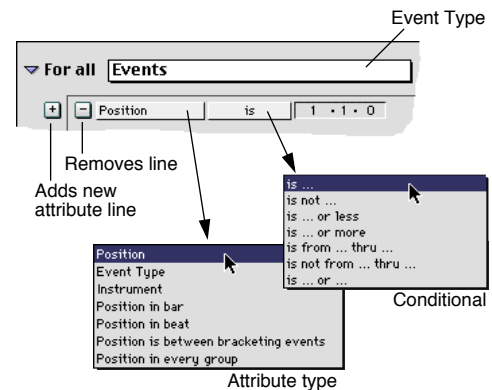 Event Type
For all Events
+ − Position is 1 • 1 • 0
Removes line
Adds new
attribute line
is ...
is not ...
is ... or less
is ... or more
is from ... thru ...
is not from ... thru ...
is ... or ...
Conditional
Position
Event Type
Instrument
Position in bar
Position in beat
Position is between bracketing events
Position in every group
Attribute type